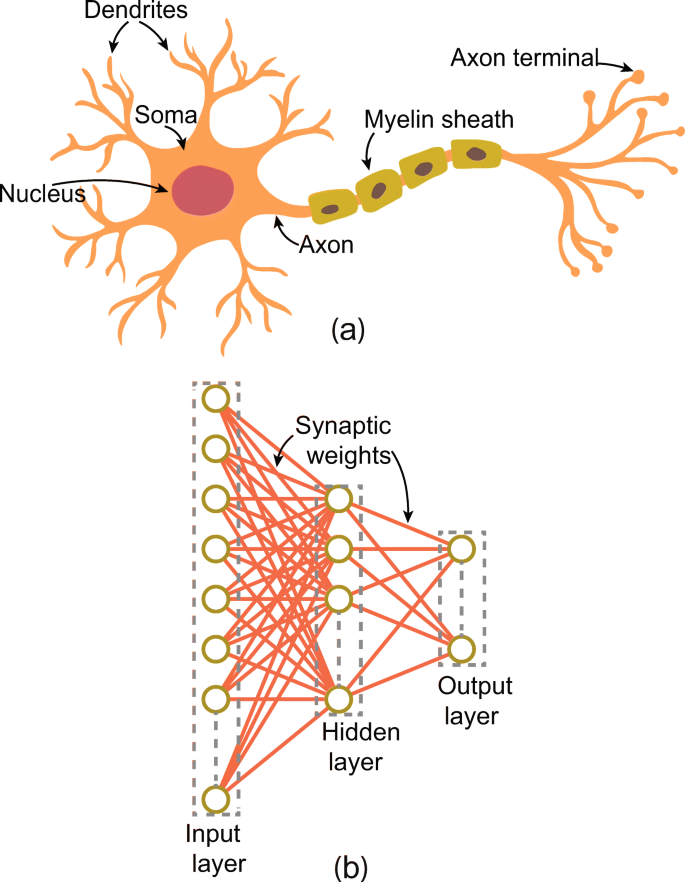 Dendrites
Axon terminal
Soma
Myelin sheath
Nucleus
Axon
(a)
Synaptic
weights
Output
layer
Hidden
layer
Input
layer
(b)